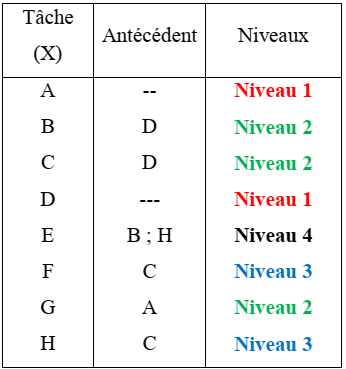 Tâche (X) Antécédent Niveaux
A -- Niveau 1
B D Niveau 2
C D Niveau 2
D --- Niveau 1
E B ; H Niveau 4
F C Niveau 3
G A Niveau 2
H C Niveau 3